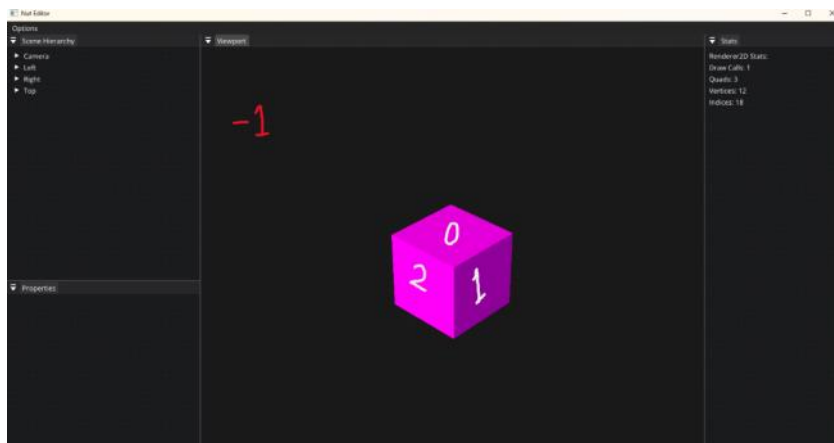 Nut Editor
Options
Scene Hierarchy
Camera
Left
Right
Top
Properties
Viewport
-1
0
2
1
Stats
Renderer2D Stats:
Draw Calls: 1
Quads: 3
Vertices: 12
Indices: 18